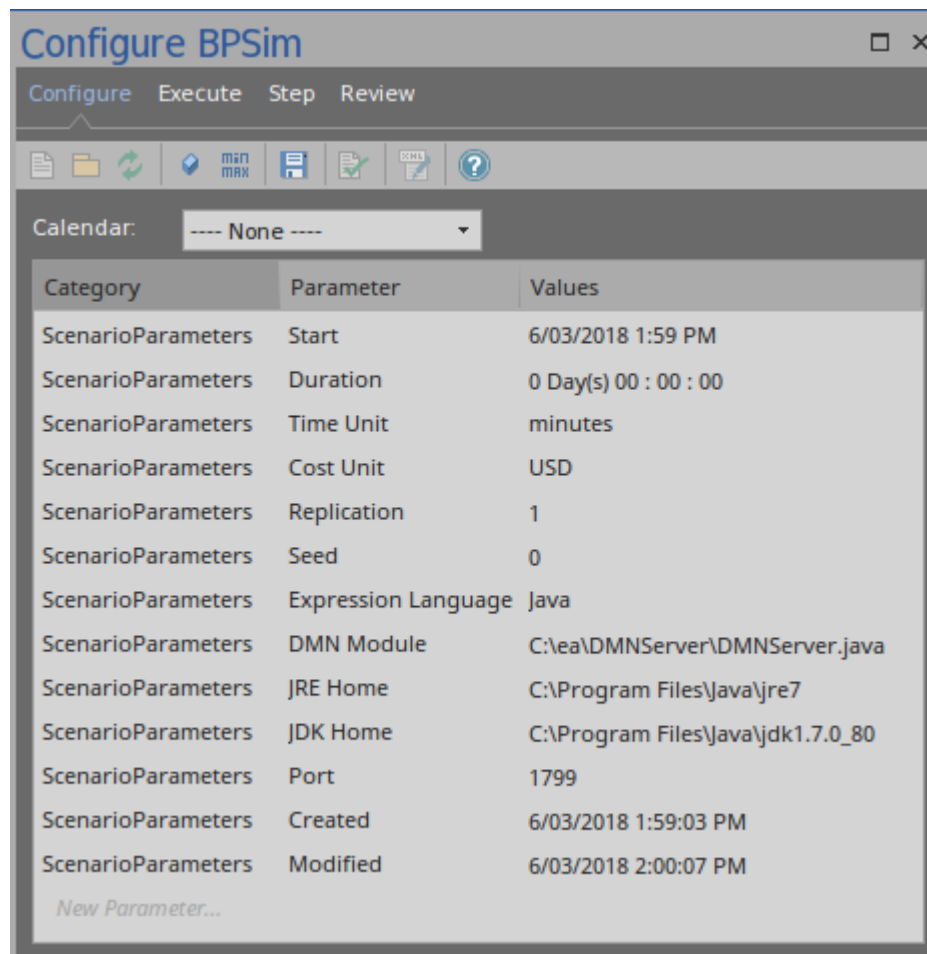 Configure BPSim
Configure Execute Step Review
min
max
XML
?
Calendar: ---- None ----
Category Parameter Values
ScenarioParameters Start 6/03/2018 1:59 PM
ScenarioParameters Duration 0 Day(s) 00 : 00 : 00
ScenarioParameters Time Unit minutes
ScenarioParameters Cost Unit USD
ScenarioParameters Replication 1
ScenarioParameters Seed 0
ScenarioParameters Expression Language Java
ScenarioParameters DMN Module C:\ea\DMNServer\DMNServer.java
ScenarioParameters JRE Home C:\Program Files\Java\jre7
ScenarioParameters JDK Home C:\Program Files\Java\jdk1.7.0_80
ScenarioParameters Port 1799
ScenarioParameters Created 6/03/2018 1:59:03 PM
ScenarioParameters Modified 6/03/2018 2:00:07 PM
New Parameter...